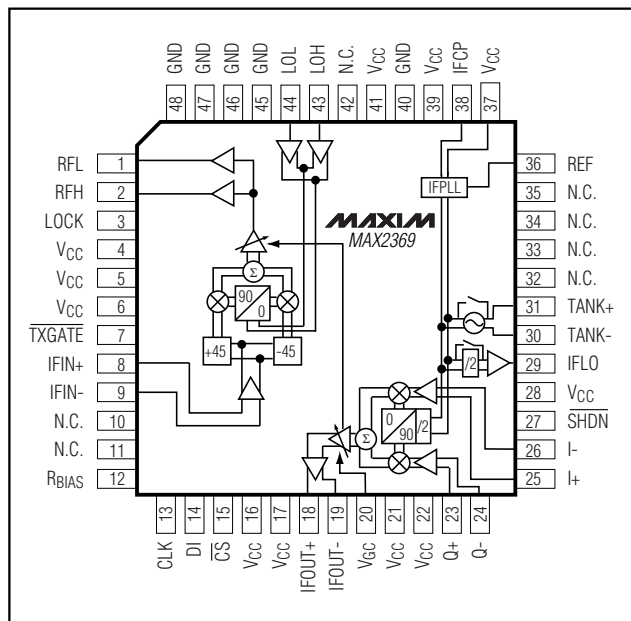 GND GND GND GND LOL LOH N.C. VCC GND VCC IFCP VCC
48 47 46 45 44 43 42 41 40 39 38 37
RFL 1
RFH 2
LOCK 3
VCC 4
VCC 5
VCC 6
TXGATE 7
IFIN+ 8
IFIN- 9
N.C. 10
N.C. 11
RBIAS 12
IFPLL
MAXIM
MAX2369
Σ
90
0
+45
-45
/2
Σ
0
90
/2
36 REF
35 N.C.
34 N.C.
33 N.C.
32 N.C.
31 TANK+
30 TANK-
29 IFLO
28 VCC
27 SHDN
26 I-
25 I+
13 14 15 16 17 18 19 20 21 22 23 24
CLK DI CS VCC VCC IFOUT+ IFOUT- VGC VCC VCC Q+ Q-